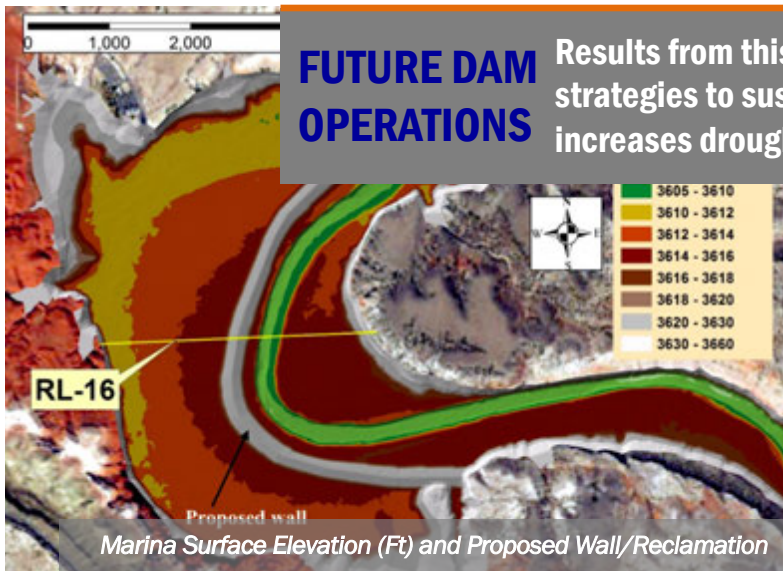 0 1,000 2,000
FUTURE DAM
OPERATIONS
Results from this
strategies to sus
increases droug
3605 - 3610
3610 - 3612
3612 - 3614
3614 - 3616
3616 - 3618
3618 - 3620
3620 - 3630
3630 - 3660
N
W E
S
RL-16
Proposed wall
Marina Surface Elevation (Ft) and Proposed Wall/Reclamation